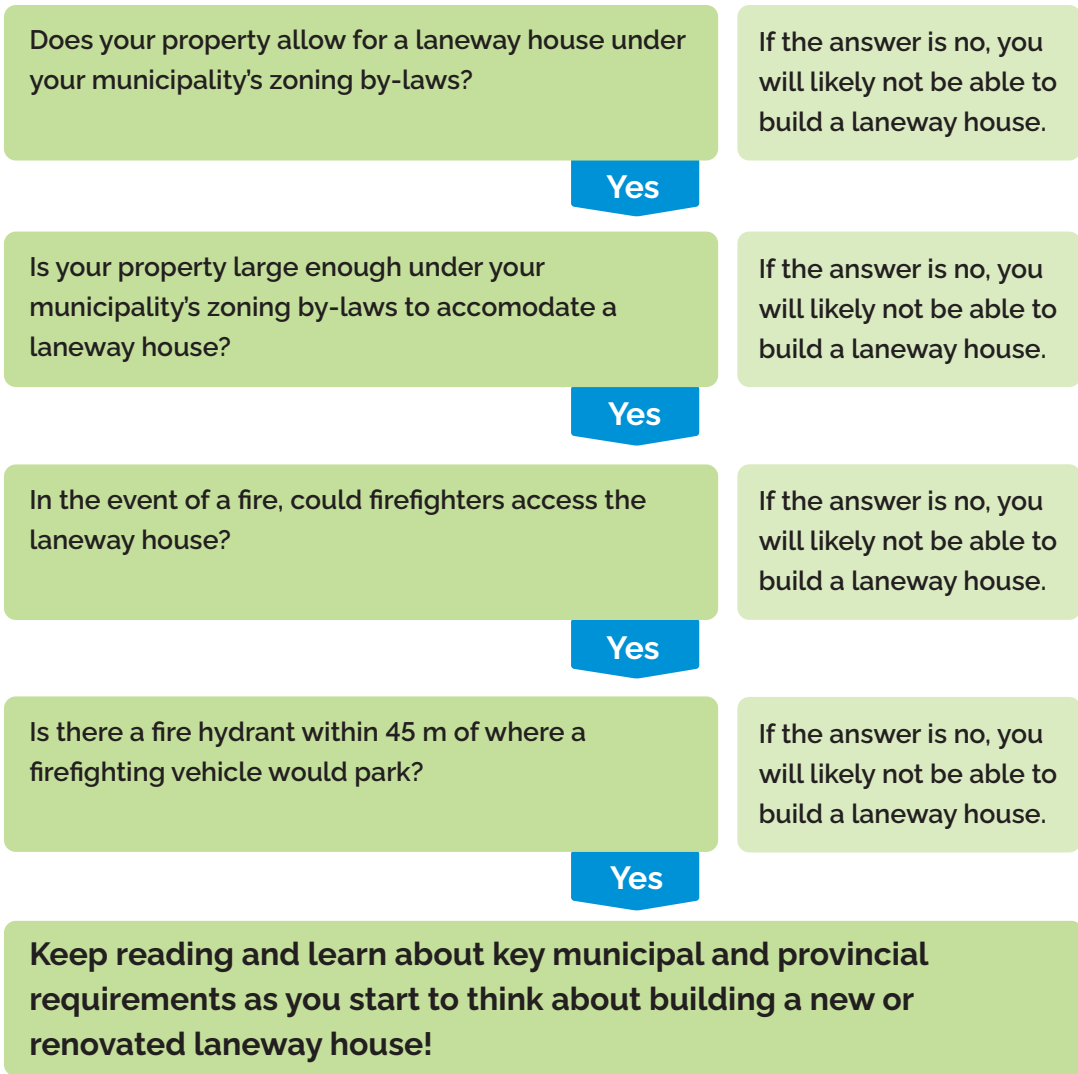 Does your property allow for a laneway house under
your municipality's zoning by-laws?
If the answer is no, you
will likely not be able to
build a laneway house.
Yes
Is your property large enough under your
municipality's zoning by-laws to accomodate a
laneway house?
If the answer is no, you
will likely not be able to
build a laneway house.
Yes
In the event of a fire, could firefighters access the
laneway house?
If the answer is no, you
will likely not be able to
build a laneway house.
Yes
Is there a fire hydrant within 45 m of where a
firefighting vehicle would park?
If the answer is no, you
will likely not be able to
build a laneway house.
Yes
Keep reading and learn about key municipal and provincial
requirements as you start to think about building a new or
renovated laneway house!